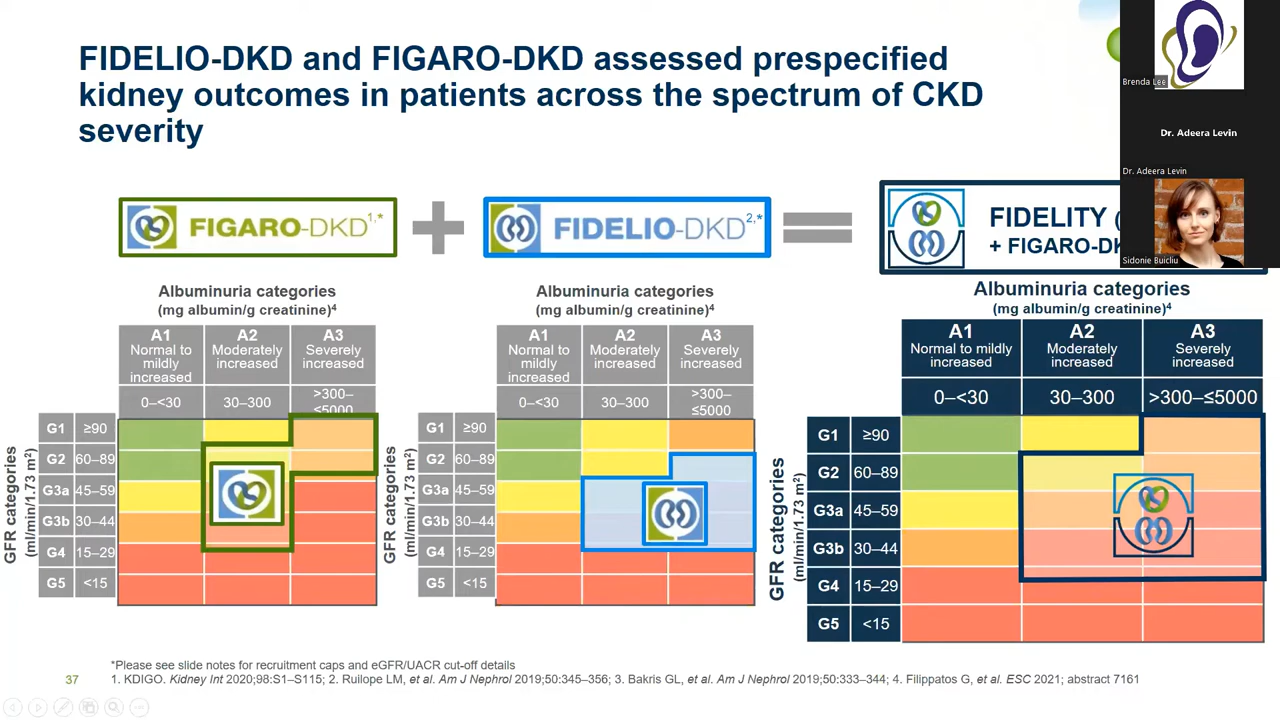 FIDELIO-DKD and FIGARO-DKD assessed prespecified
kidney outcomes in patients across the spectrum of CKD
severity
Brenda Lee
Dr. Adeera Levin
Dr. Adeera Levin
Sidonie Buicliu
FIGARO-DKD1,*
FIDELIO-DKD2,*
FIDELITY (
+ FIGARO-DK
Albuminuria categories
(mg albumin/g creatinine)4
A1
Normal to
mildly
increased
A2
Moderately
increased
A3
Severely
increased
0–<30
30–300
>300–
≤5000
GFR categories
(ml/min/1.73 m2)
G1 ≥90
G2 60–89
G3a 45–59
G3b 30–44
G4 15–29
G5 <15
Albuminuria categories
(mg albumin/g creatinine)4
A1
Normal to
mildly
increased
A2
Moderately
increased
A3
Severely
increased
0–<30
30–300
>300–
≤5000
GFR categories
(ml/min/1.73 m2)
G1 ≥90
G2 60–89
G3a 45–59
G3b 30–44
G4 15–29
G5 <15
Albuminuria categories
(mg albumin/g creatinine)4
A1
Normal to mildly
increased
A2
Moderately
increased
A3
Severely
increased
0–<30
30–300
>300–≤5000
GFR categories
(ml/min/1.73 m2)
G1 ≥90
G2 60–89
G3a 45–59
G3b 30–44
G4 15–29
G5 <15
*Please see slide notes for recruitment caps and eGFR/UACR cut-off details
37
1. KDIGO. Kidney Int 2020;98:S1–S115; 2. Ruilope LM, et al. Am J Nephrol 2019;50:345–356; 3. Bakris GL, et al. Am J Nephrol 2019;50:333–344; 4. Filippatos G, et al. ESC 2021; abstract 7161